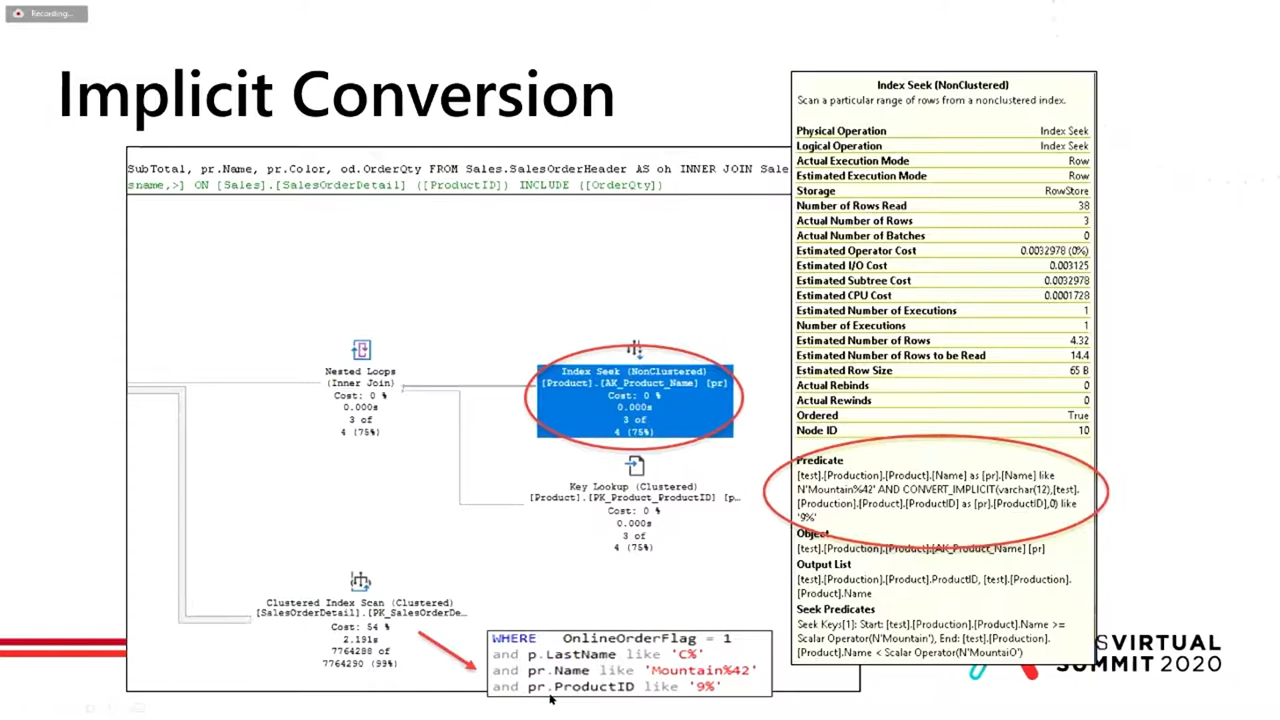 Recording...
Implicit Conversion
SubTotal, pr.Name, pr.Color, od.OrderQty FROM Sales.SalesOrderHeader AS oh INNER JOIN Sale
sname,>] ON [Sales].[SalesOrderDetail] ([ProductID]) INCLUDE ([OrderQty])
Nested Loops
(Inner Join)
Cost: 0 %
0.000s
3 of
4 (75%)
Index Seek (NonClustered)
[Product].[AK_Product_Name] [pr]
Cost: 0 %
0.000s
3 of
4 (75%)
Key Lookup (Clustered)
[Product].[PK_Product_ProductID] [p…
Cost: 0 %
0.000s
3 of
4 (75%)
Clustered Index Scan (Clustered)
[SalesOrderDetail].[PK_SalesOrderDe…
Cost: 54 %
2.191s
7764288 of
7764290 (99%)
WHERE OnlineOrderFlag = 1
and p.LastName like 'C%'
and pr.Name like 'Mountain%42'
and pr.ProductID like '9%'
Index Seek (NonClustered)
Scan a particular range of rows from a nonclustered index.
Physical Operation Index Seek
Logical Operation Index Seek
Actual Execution Mode Row
Estimated Execution Mode Row
Storage RowStore
Number of Rows Read 38
Actual Number of Rows 3
Actual Number of Batches 0
Estimated Operator Cost 0.0032978 (0%)
Estimated I/O Cost 0.003125
Estimated Subtree Cost 0.0032978
Estimated CPU Cost 0.0001728
Estimated Number of Executions 1
Number of Executions 1
Estimated Number of Rows 4.32
Estimated Number of Rows to be Read 14.4
Estimated Row Size 65 B
Actual Rebinds 0
Actual Rewinds 0
Ordered True
Node ID 10
Predicate
[test].[Production].[Product].[Name] as [pr].[Name] like
N'Mountain%42' AND CONVERT_IMPLICIT(varchar(12),[test].
[Production].[Product].[ProductID] as [pr].[ProductID],0) like
'9%'
Object
[test].[Production].[Product].[AK_Product_Name] [pr]
Output List
[test].[Production].[Product].ProductID, [test].[Production].
[Product].Name
Seek Predicates
Seek Keys[1]: Start: [test].[Production].[Product].Name >=
Scalar Operator(N'Mountain'), End: [test].[Production].
[Product].Name < Scalar Operator(N'MountaiO')
SVIRTUAL
SUMMIT 2020